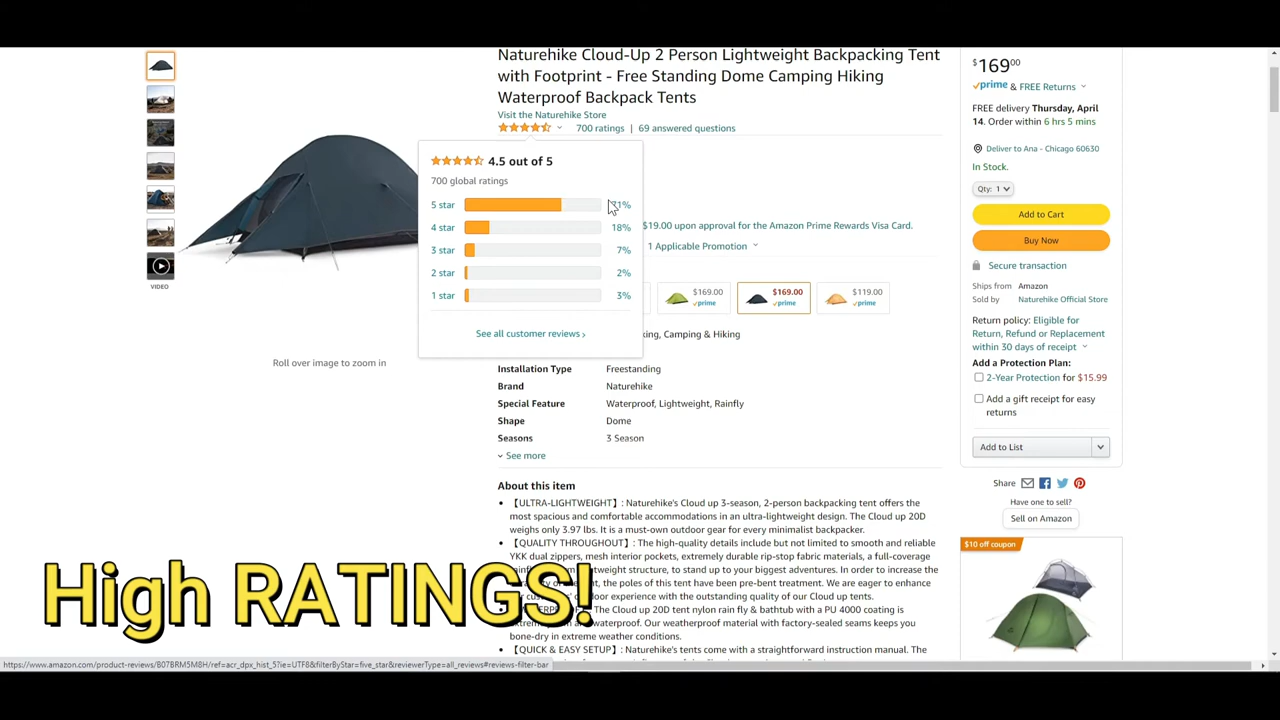 Naturehike Cloud-Up 2 Person Lightweight Backpacking Tent
with Footprint - Free Standing Dome Camping Hiking
Waterproof Backpack Tents
Visit the Naturehike Store
700 ratings | 69 answered questions
4.5 out of 5
700 global ratings
5 star 71%
4 star 18%
3 star 7%
2 star 2%
1 star 3%
See all customer reviews ›
VIDEO
Roll over image to zoom in
$19.00 upon approval for the Amazon Prime Rewards Visa Card.
1 Applicable Promotion
$169.00 prime
$169.00 prime
$119.00 prime
Camping & Hiking
Installation Type Freestanding
Brand Naturehike
Special Feature Waterproof, Lightweight, Rainfly
Shape Dome
Seasons 3 Season
See more
About this item
• 【ULTRA-LIGHTWEIGHT】: Naturehike's Cloud up 3-season, 2-person backpacking tent offers the
most spacious and comfortable accommodations in an ultra-lightweight design. The Cloud up 20D
weighs only 3.97 lbs. It is a must-own outdoor gear for every minimalist backpacker.
• 【QUALITY THROUGHOUT】: The high-quality details include but not limited to smooth and reliable
YKK dual zippers, mesh interior pockets, extremely durable rip-stop fabric materials, a full-coverage
lightweight structure, to stand up to your biggest adventures. In order to increase the
of the tent, the poles of this tent have been pre-bent treatment. We are eager to enhance
our customers' outdoor experience with the outstanding quality of our Cloud up tents.
The Cloud up 20D tent nylon rain fly & bathtub with a PU 4000 coating is
waterproof. Our weatherproof material with factory-sealed seams keeps you
bone-dry in extreme weather conditions.
• 【QUICK & EASY SETUP】: Naturehike's tents come with a straightforward instruction manual. The
$169.00
prime & FREE Returns
FREE delivery Thursday, April
14. Order within 6 hrs 5 mins
Deliver to Ana - Chicago 60630
In Stock.
Qty: 1
Add to Cart
Buy Now
Secure transaction
Ships from Amazon
Sold by Naturehike Official Store
Return policy: Eligible for
Return, Refund or Replacement
within 30 days of receipt
Add a Protection Plan:
2-Year Protection for $15.99
Add a gift receipt for easy
returns
Add to List
Share
Have one to sell?
Sell on Amazon
$10 off coupon
High RATINGS!
https://www.amazon.com/product-reviews/B07BRM5M8H/ref=acr_dpx_hist_5?ie=UTF8&filterByStar=five_star&reviewerType=all_reviews#reviews-filter-bar